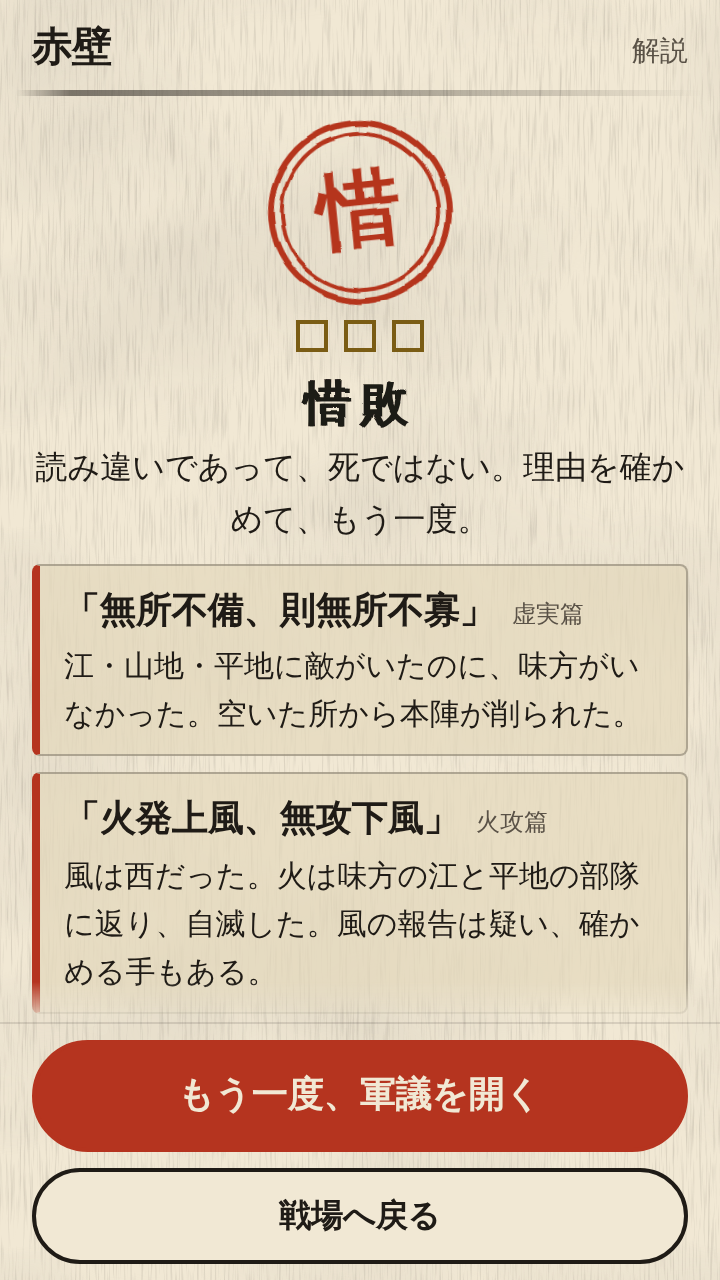 赤壁
解説
惜
惜敗
読み違いであって、死ではない。理由を確か
めて、もう一度。
「無所不備、則無所不寡」 虚実篇
江・山地・平地に敵がいたのに、味方がい
なかった。空いた所から本陣が削られた。
「火発上風、無攻下風」 火攻篇
風は西だった。火は味方の江と平地の部隊
に返り、自滅した。風の報告は疑い、確か
める手もある。
もう一度、軍議を開く
戦場へ戻る